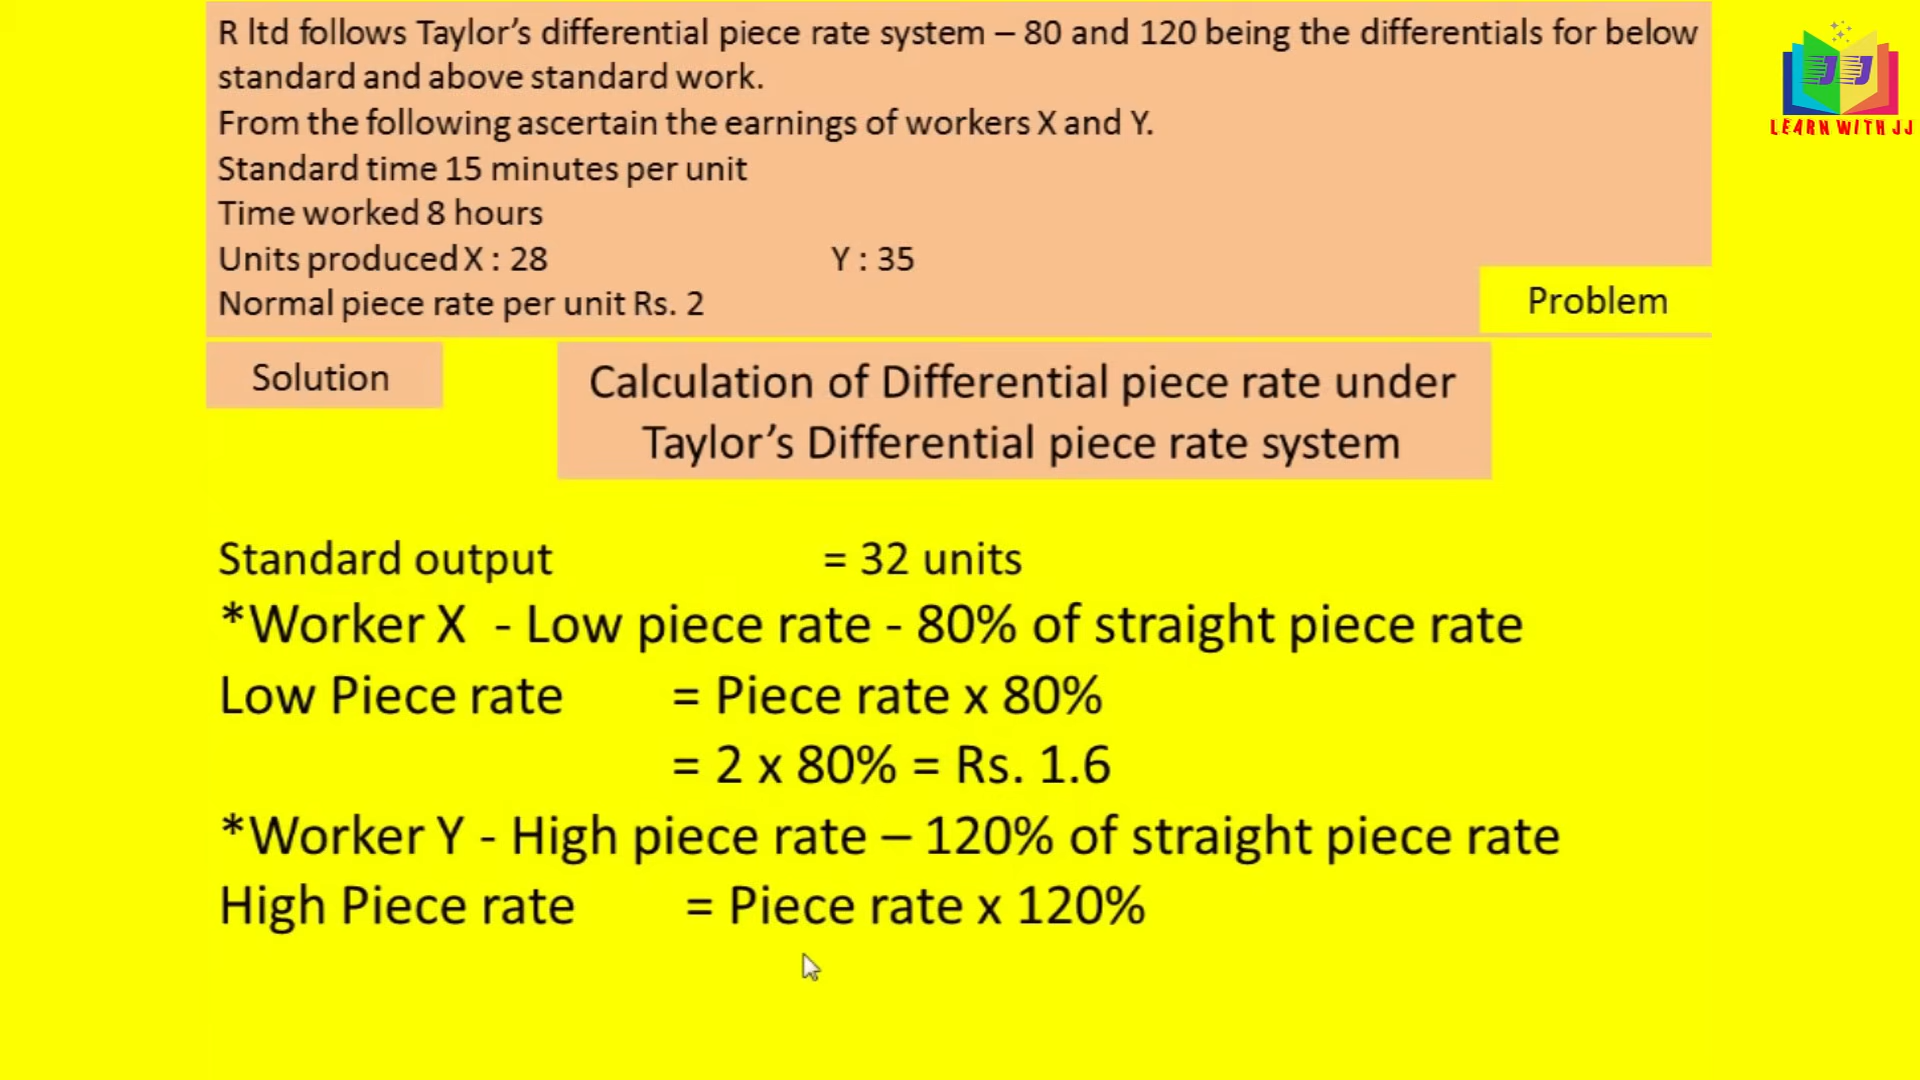 R ltd follows Taylor’s differential piece rate system – 80 and 120 being the differentials for below
standard and above standard work.
From the following ascertain the earnings of workers X and Y.
Standard time 15 minutes per unit
Time worked 8 hours
Units produced X : 28 Y : 35
Normal piece rate per unit Rs. 2
Problem
JJ
LEARN WITH JJ
Solution
Calculation of Differential piece rate under
Taylor’s Differential piece rate system
Standard output = 32 units
*Worker X - Low piece rate - 80% of straight piece rate
Low Piece rate = Piece rate x 80%
= 2 x 80% = Rs. 1.6
*Worker Y - High piece rate – 120% of straight piece rate
High Piece rate = Piece rate x 120%